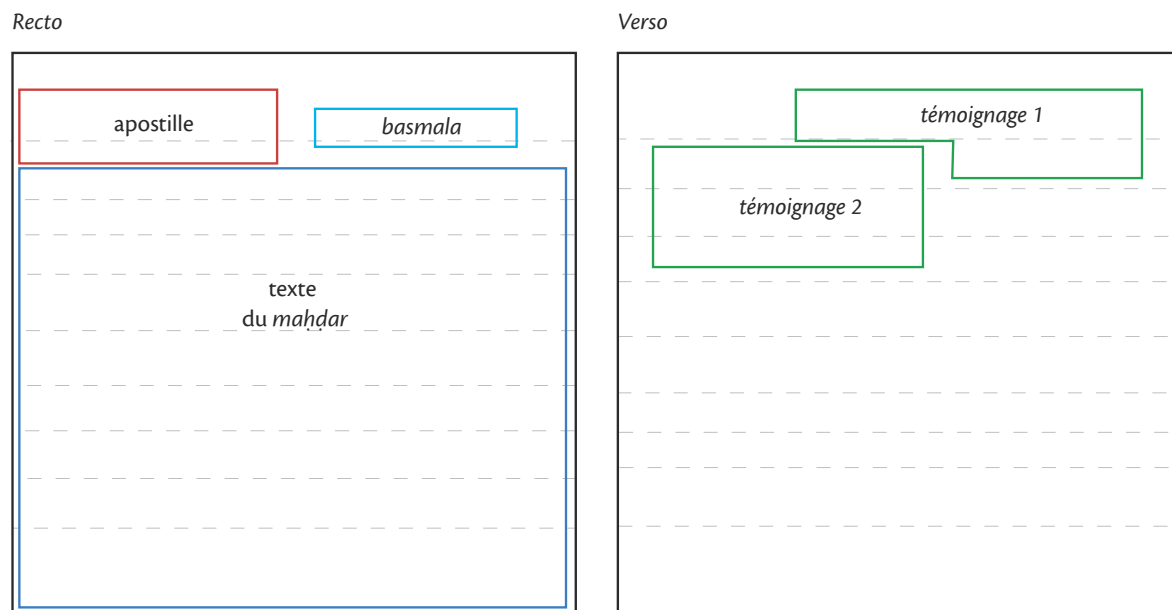 Recto
apostille
basmala
texte
du maḥḍar
Verso
témoignage 1
témoignage 2